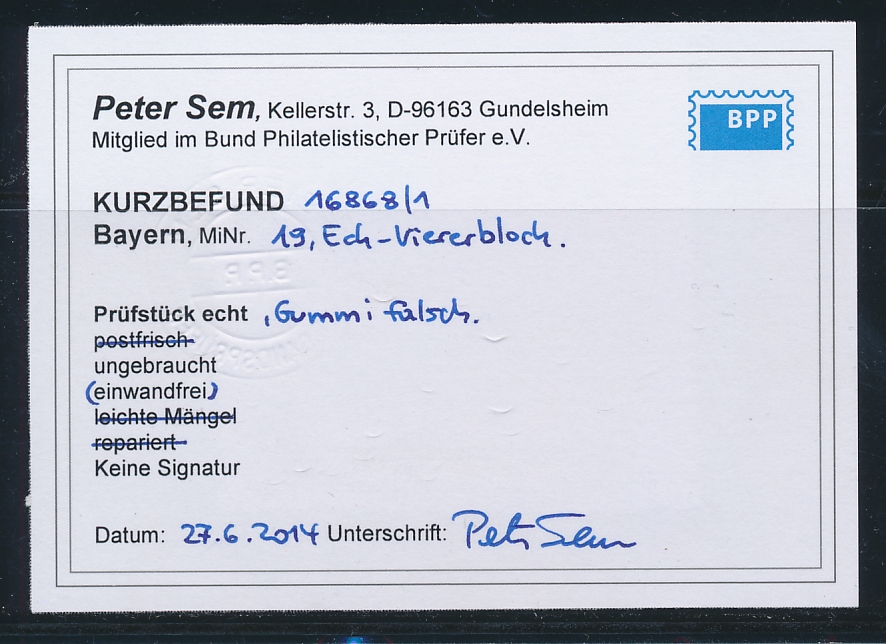 Peter Sem, Kellerstr. 3, D-96163 Gundelsheim
Mitglied im Bund Philatelistischer Prüfer e.V.
BPP
KURZBEFUND 16868/1
Bayern, MiNr. 19, Eck-Viererblock.
Prüfstück echt, Gummi falsch.
postfrisch
ungebraucht
(einwandfrei)
leichte Mängel
repariert
Keine Signatur
Datum: 27.6.2014 Unterschrift: Peter Sem